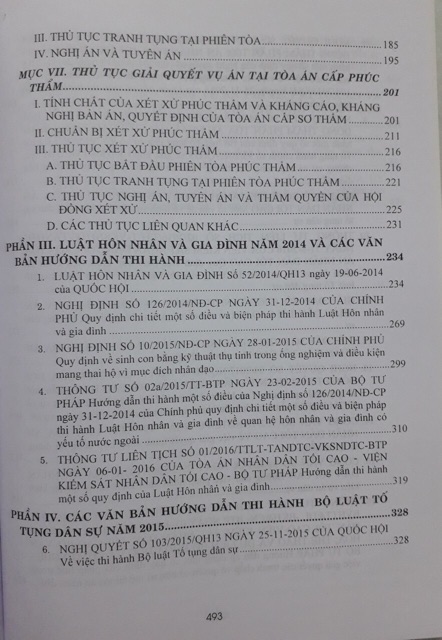 III. THỦ TỤC TRANH TỤNG TẠI PHIÊN TÒA ........ 185
IV. NGHỊ ÁN VÀ TUYÊN ÁN ........ 195
MỤC VII. THỦ TỤC GIẢI QUYẾT VỤ ÁN TẠI TÒA ÁN CẤP PHÚC
THẨM ........ 201
I. TÍNH CHẤT CỦA XÉT XỬ PHÚC THẨM VÀ KHÁNG CÁO, KHÁNG
NGHỊ BẢN ÁN, QUYẾT ĐỊNH CỦA TÒA ÁN CẤP SƠ THẨM ........ 201
II. CHUẨN BỊ XÉT XỬ PHÚC THẨM ........ 211
III. THỦ TỤC XÉT XỬ PHÚC THẨM ........ 216
A. THỦ TỤC BẮT ĐẦU PHIÊN TÒA PHÚC THẨM ........ 216
B. THỦ TỤC TRANH TỤNG TẠI PHIÊN TÒA PHÚC THẨM ........ 221
C. THỦ TỤC NGHỊ ÁN, TUYÊN ÁN VÀ THẨM QUYỀN CỦA HỘI
ĐỒNG XÉT XỬ ........ 225
D. CÁC THỦ TỤC LIÊN QUAN KHÁC ........ 231
PHẦN III. LUẬT HÔN NHÂN VÀ GIA ĐÌNH NĂM 2014 VÀ CÁC VĂN
BẢN HƯỚNG DẪN THI HÀNH ........ 234
1. LUẬT HÔN NHÂN VÀ GIA ĐÌNH Số 52/2014/QH13 ngày 19-06-2014
của QUỐC HỘI ........ 234
2. NGHỊ ĐỊNH SỐ 126/2014/NĐ-CP NGÀY 31-12-2014 CỦA CHÍNH
PHỦ Quy định chi tiết một số điều và biện pháp thi hành Luật Hôn nhân
và gia đình ........ 269
3. NGHỊ ĐỊNH SỐ 10/2015/NĐ-CP NGÀY 28-01-2015 CỦA CHÍNH PHỦ
Quy định về sinh con bằng kỹ thuật thụ tinh trong ống nghiệm và điều kiện
mang thai hộ vì mục đích nhân đạo ........ 299
4. THÔNG TƯ SỐ 02a/2015/TT-BTP NGÀY 23-02-2015 CỦA BỘ TƯ
PHÁP Hướng dẫn thi hành một số điều của Nghị định số 126/2014/NĐ-CP
ngày 31-12-2014 của Chính phủ quy định chi tiết một số điều và biện pháp
thi hành Luật Hôn nhân và gia đình về quan hệ hôn nhân và gia đình có
yếu tố nước ngoài ........ 310
5. THÔNG TƯ LIÊN TỊCH SỐ 01/2016/TTLT-TANDTC-VKSNDTC-BTP
NGÀY 06-01- 2016 CỦA TÒA ÁN NHÂN DÂN TỐI CAO - VIỆN
KIỂM SÁT NHÂN DÂN TỐI CAO - BỘ TƯ PHÁP Hướng dẫn thi hành
một số quy định của Luật Hôn nhân và gia đình ........ 319
PHẦN IV. CÁC VĂN BẢN HƯỚNG DẪN THI HÀNH BỘ LUẬT TỐ
TỤNG DÂN SỰ NĂM 2015 ........ 328
6. NGHỊ QUYẾT SỐ 103/2015/QH13 NGÀY 25-11-2015 CỦA QUỐC HỘI
Về việc thi hành Bộ luật Tố tụng dân sự ........ 328
493